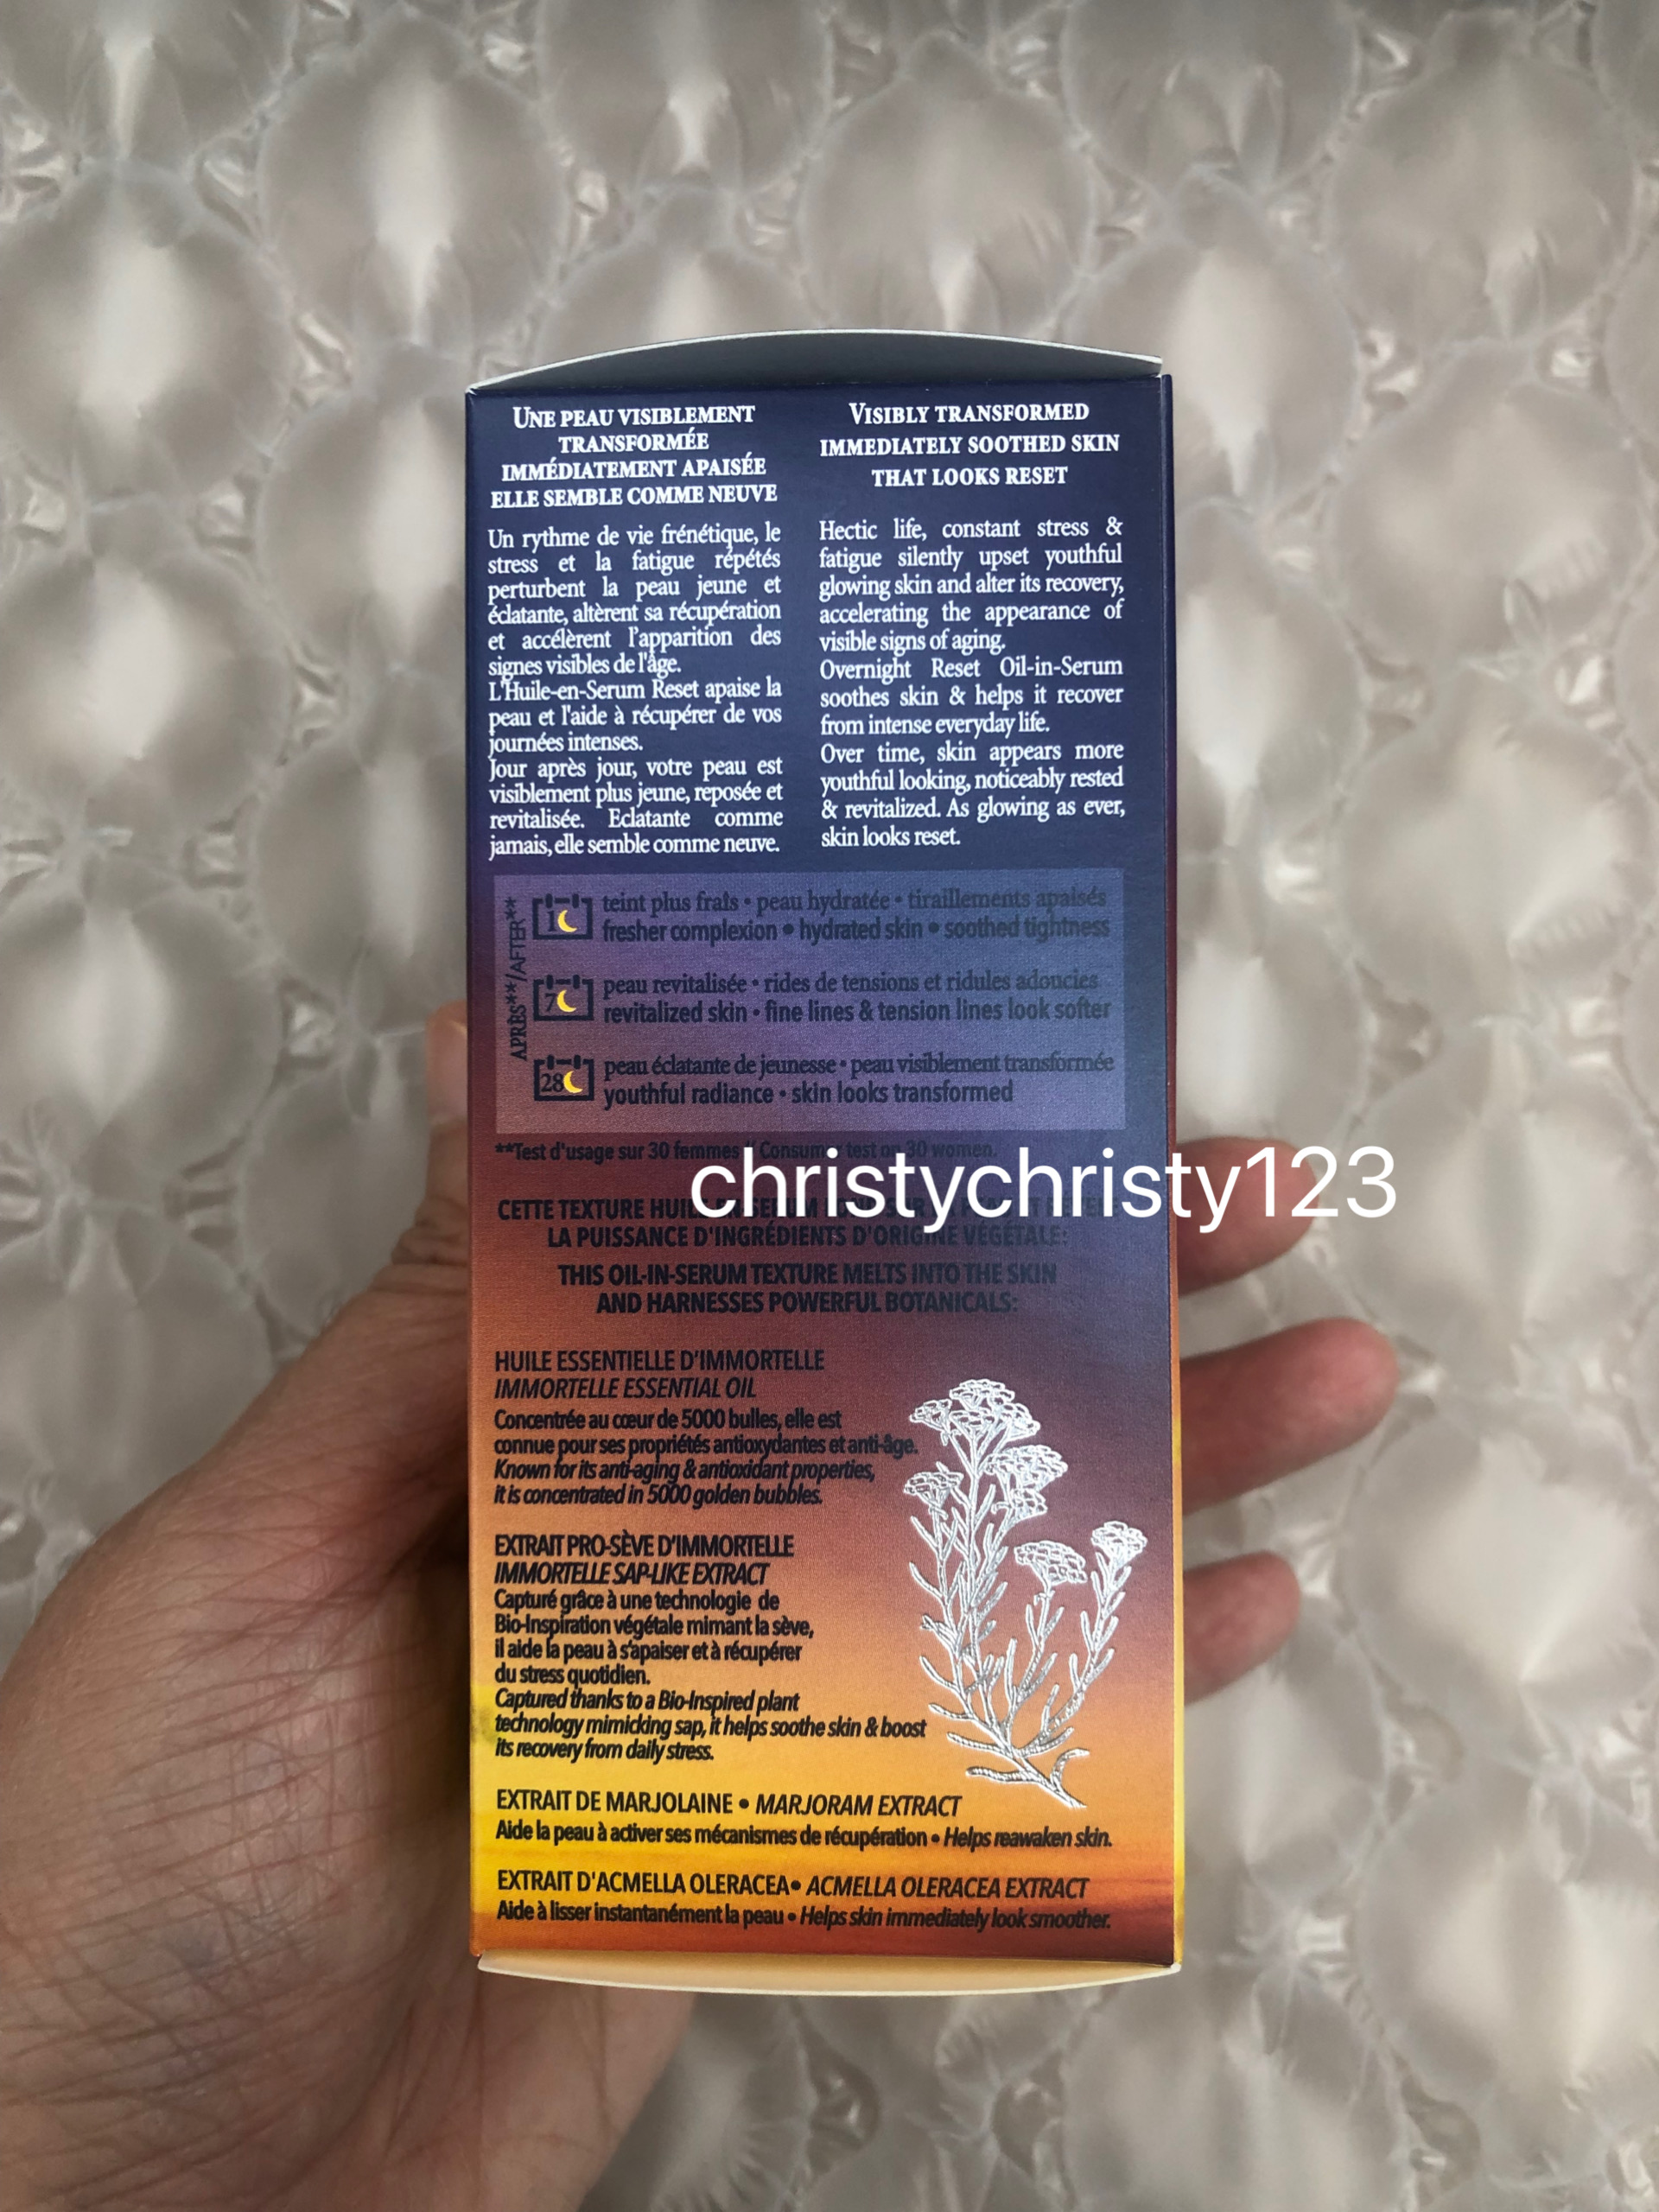 UNE PEAU VISIBLEMENT
TRANSFORMÉE
IMMÉDIATEMENT APAISÉE
ELLE SEMBLE COMME NEUVE
Un rythme de vie frénétique, le
stress et la fatigue répétés
perturbent la peau jeune et
éclatante, altèrent sa récupération
et accélèrent l'apparition des
signes visibles de l'âge.
L'Huile-en-Serum Reset apaise la
peau et l'aide à récupérer de vos
journées intenses.
Jour après jour, votre peau est
visiblement plus jeune, reposée et
revitalisée. Eclatante comme
jamais, elle semble comme neuve.
VISIBLY TRANSFORMED
IMMEDIATELY SOOTHED SKIN
THAT LOOKS RESET
Hectic life, constant stress &
fatigue silently upset youthful
glowing skin and alter its recovery,
accelerating the appearance of
visible signs of aging.
Overnight Reset Oil-in-Serum
soothes skin & helps it recover
from intense everyday life.
Over time, skin appears more
youthful looking, noticeably rested
& revitalized. As glowing as ever,
skin looks reset.
APRÈS**/AFTER**
1
teint plus frais • peau hydratée • tiraillements apaisés
fresher complexion • hydrated skin • soothed tightness
7
peau revitalisée • rides de tensions et ridules adoucies
revitalized skin • fine lines & tension lines look softer
28
peau éclatante de jeunesse • peau visiblement transformée
youthful radiance • skin looks transformed
**Test d'usage sur 30 femmes // Consumer test on 30 women.
christychristy123
CETTE TEXTURE
LA PUISSANCE D'INGRÉDIENTS D'ORIGINE VÉGÉTALE:
THIS OIL-IN-SERUM TEXTURE MELTS INTO THE SKIN
AND HARNESSES POWERFUL BOTANICALS:
HUILE ESSENTIELLE D'IMMORTELLE
IMMORTELLE ESSENTIAL OIL
Concentrée au cœur de 5000 bulles, elle est
connue pour ses propriétés antioxydantes et anti-âge.
Known for its anti-aging & antioxidant properties,
it is concentrated in 5000 golden bubbles.
EXTRAIT PRO-SÈVE D'IMMORTELLE
IMMORTELLE SAP-LIKE EXTRACT
Capturé grâce à une technologie de
Bio-Inspiration végétale mimant la sève,
il aide la peau à s'apaiser et à récupérer
du stress quotidien.
Captured thanks to a Bio-Inspired plant
technology mimicking sap, it helps soothe skin & boost
its recovery from daily stress.
EXTRAIT DE MARJOLAINE • MARJORAM EXTRACT
Aide la peau à activer ses mécanismes de récupération • Helps reawaken skin.
EXTRAIT D'ACMELLA OLERACEA• ACMELLA OLERACEA EXTRACT
Aide à lisser instantanément la peau • Helps skin immediately look smoother.